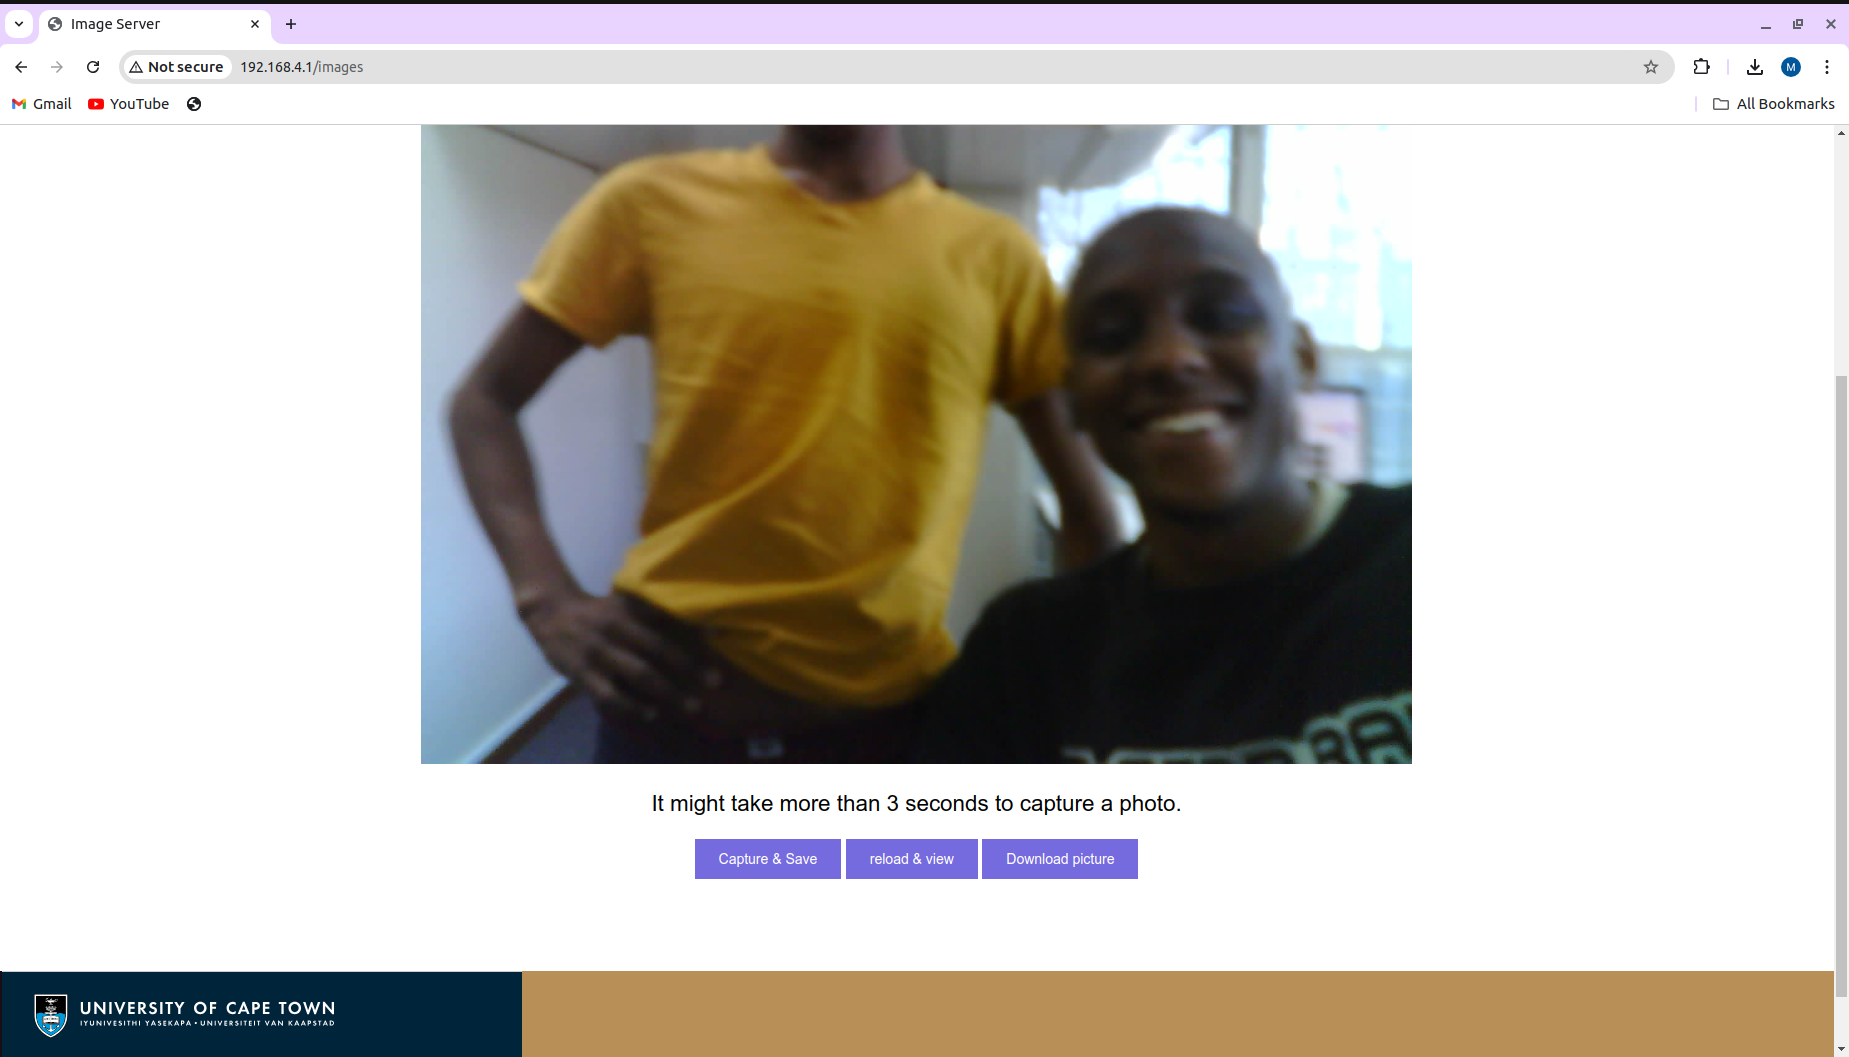 Image Server
Not secure 192.168.4.1/images
M
Gmail YouTube All Bookmarks
It might take more than 3 seconds to capture a photo.
Capture & Save reload & view Download picture
UNIVERSITY OF CAPE TOWN
IYUNIVESITHI YASEKAPA • UNIVERSITEIT VAN KAAPSTAD